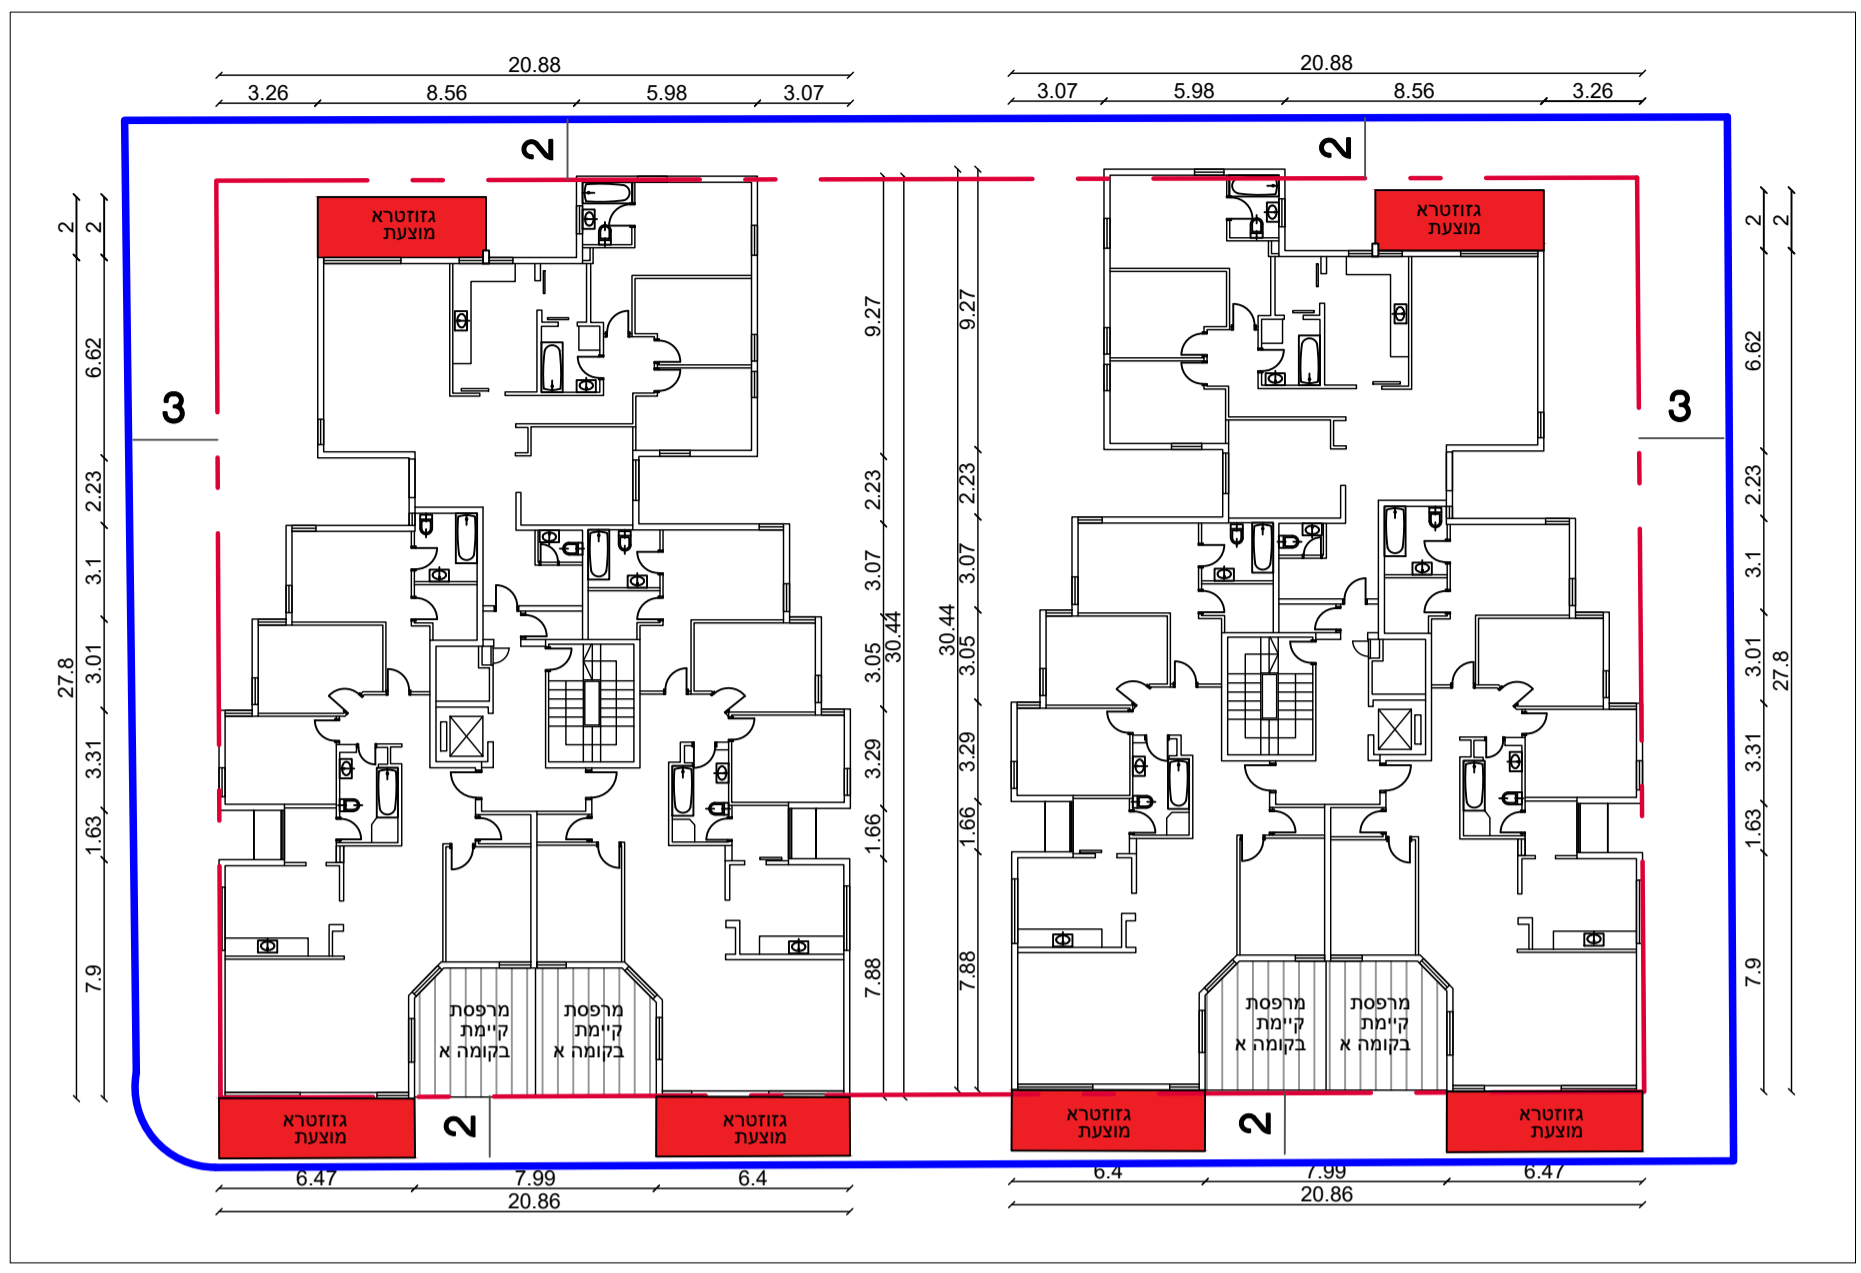 20.88
20.88
3.26
8.56
5.98
3.07
3.07
5.98
8.56
3.26
2
2
גזוזטרא
מוצעת
גזוזטרא
מוצעת
2
2
2
2
9.27
9.27
6.62
6.62
3
3
2.23
2.23
2.23
2.23
3.1
3.07
3.07
3.1
30.44
30.44
3.01
3.05
3.05
3.01
27.8
27.8
3.31
3.29
3.29
3.31
1.63
1.66
1.66
1.63
7.9
7.88
7.88
7.9
מרפסת
קיימת
בקומה א
מרפסת
קיימת
בקומה א
מרפסת
קיימת
בקומה א
מרפסת
קיימת
בקומה א
גזוזטרא
מוצעת
2
גזוזטרא
מוצעת
גזוזטרא
מוצעת
2
גזוזטרא
מוצעת
6.47
7.99
6.4
6.4
7.99
6.47
20.86
20.86